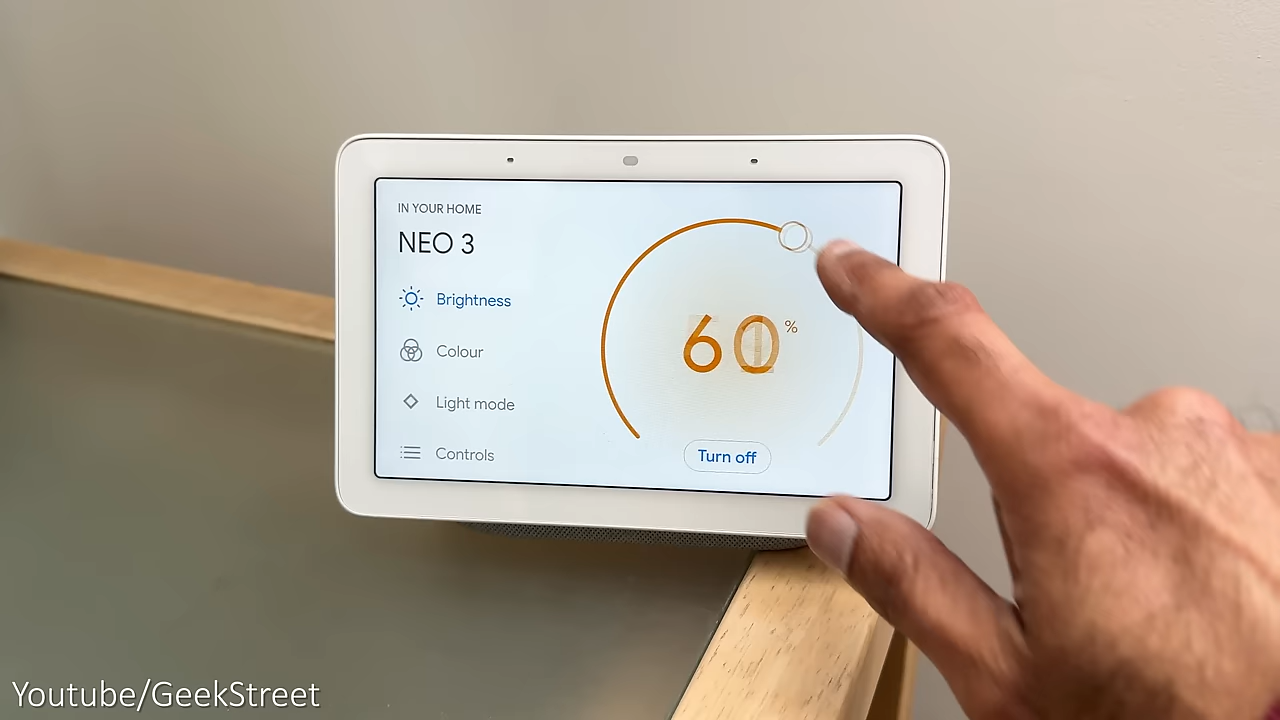 IN YOUR HOME
NEO 3
Brightness
Colour
Light mode
Controls
60 %
Turn off
Youtube/GeekStreet